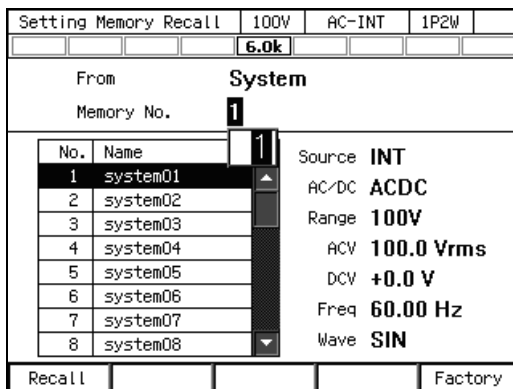 Setting Memory Recall 100V AC-INT 1P2W
6.0k
From System
Memory No. 1
1
No. Name
1 system01
2 system02
3 system03
4 system04
5 system05
6 system06
7 system07
8 system08
Source INT
AC/DC ACDC
Range 100V
ACV 100.0 Vrms
DCV +0.0 V
Freq 60.00 Hz
Wave SIN
Recall Factory